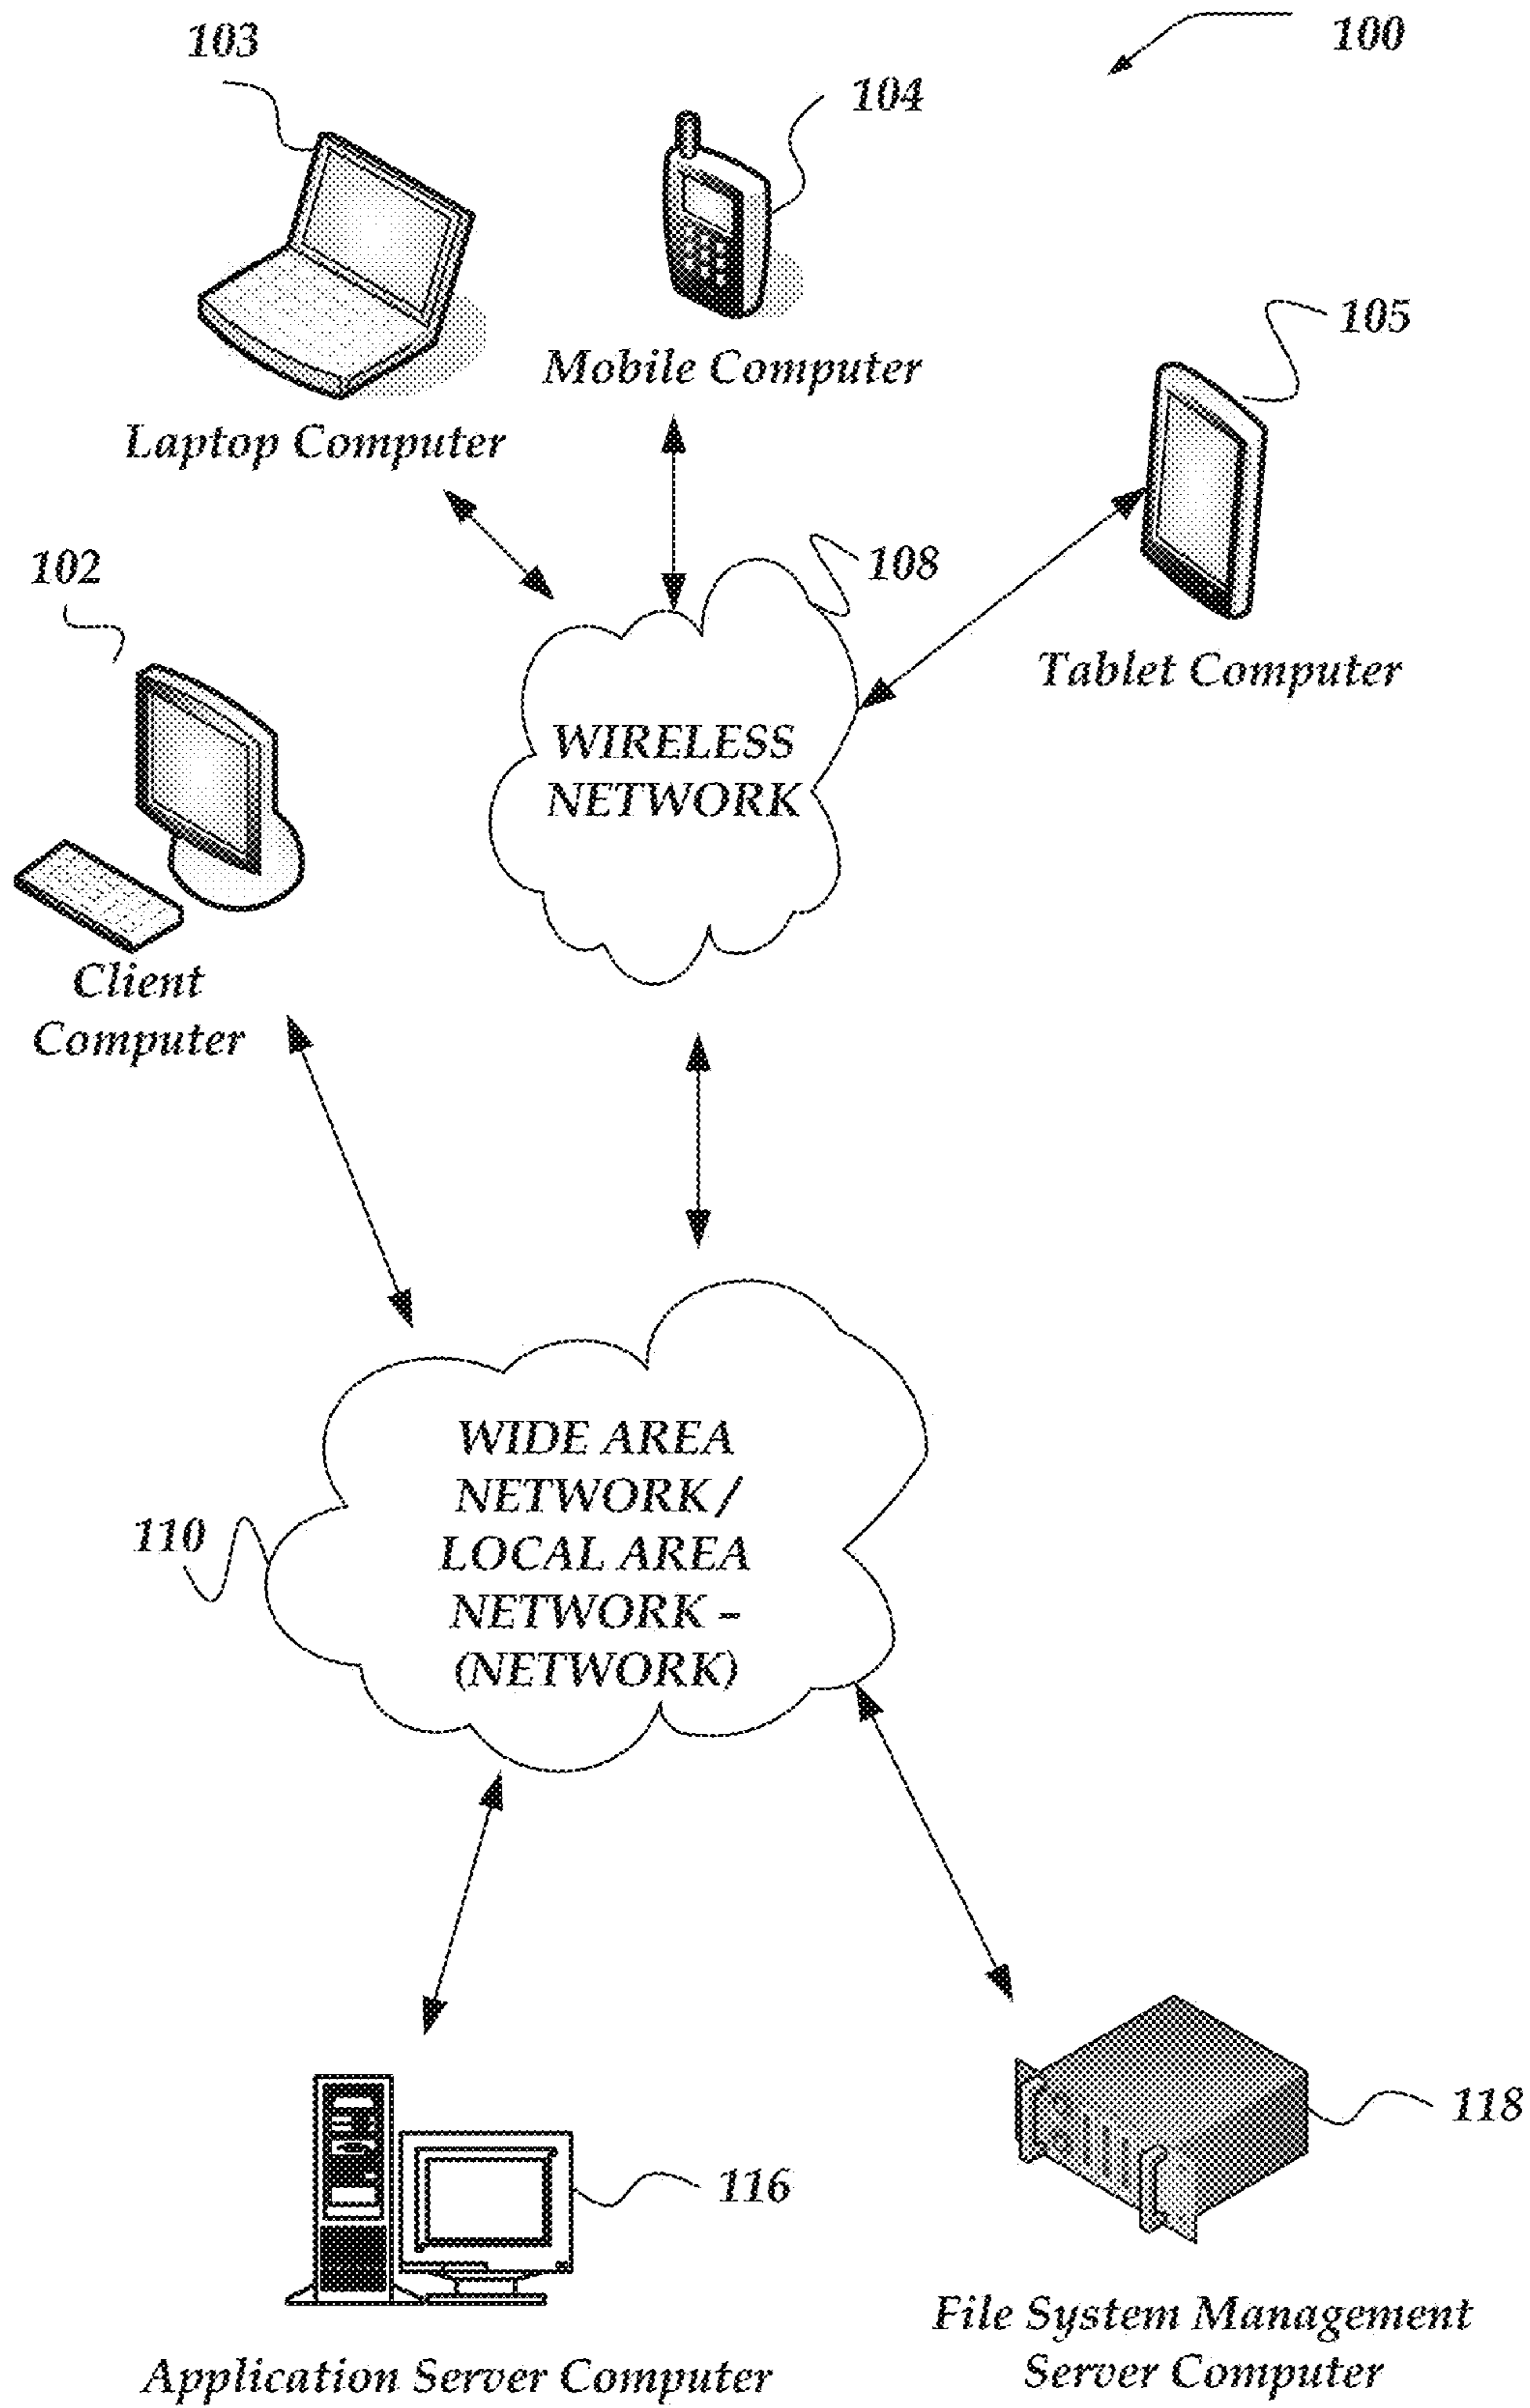 100
103
104
105
Mobile Computer
Laptop Computer
102
108
Tablet Computer
WIRELESS
NETWORK
Client
Computer
WIDE AREA
NETWORK /
LOCAL AREA
NETWORK –
(NETWORK)
110
116
118
File System Management
Server Computer
Application Server Computer